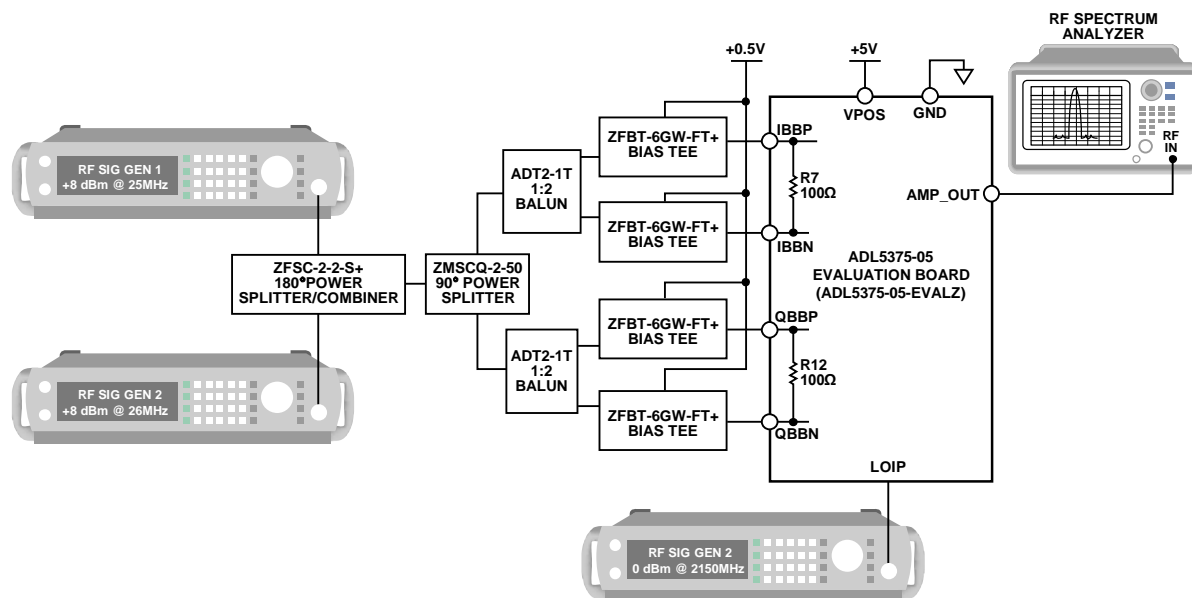 RF SPECTRUM
ANALYZER
+0.5V
+5V
VPOS
GND
RF
IN
RF SIG GEN 1
+8 dBm @ 25MHz
ZFBT-6GW-FT+
BIAS TEE
IBBP
ADT2-1T
1:2
BALUN
R7
100Ω
AMP_OUT
ZFBT-6GW-FT+
BIAS TEE
IBBN
ZFSC-2-2-S+
180°POWER
SPLITTER/COMBINER
ZMSCQ-2-50
90° POWER
SPLITTER
ADL5375-05
EVALUATION BOARD
(ADL5375-05-EVALZ)
ZFBT-6GW-FT+
BIAS TEE
QBBP
ADT2-1T
1:2
BALUN
R12
100Ω
RF SIG GEN 2
+8 dBm @ 26MHz
ZFBT-6GW-FT+
BIAS TEE
QBBN
LOIP
RF SIG GEN 2
0 dBm @ 2150MHz